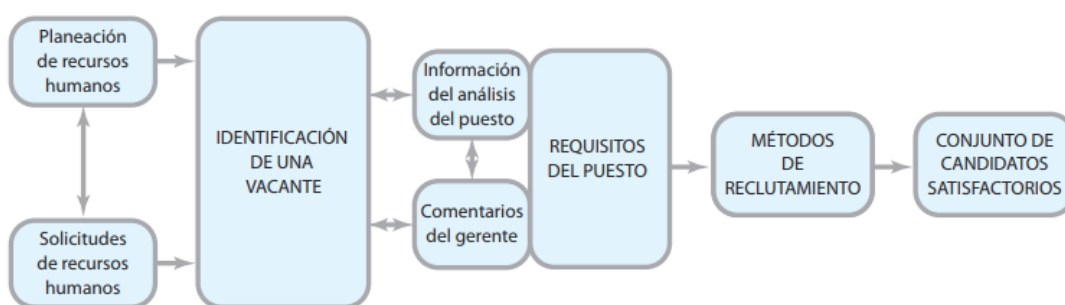 Planeación
de recursos
humanos
Solicitudes
de recursos
humanos
IDENTIFICACIÓN
DE UNA
VACANTE
Información
del análisis
del puesto
Comentarios
del gerente
REQUISITOS
DEL PUESTO
MÉTODOS
DE
RECLUTAMIENTO
CONJUNTO DE
CANDIDATOS
SATISFACTORIOS